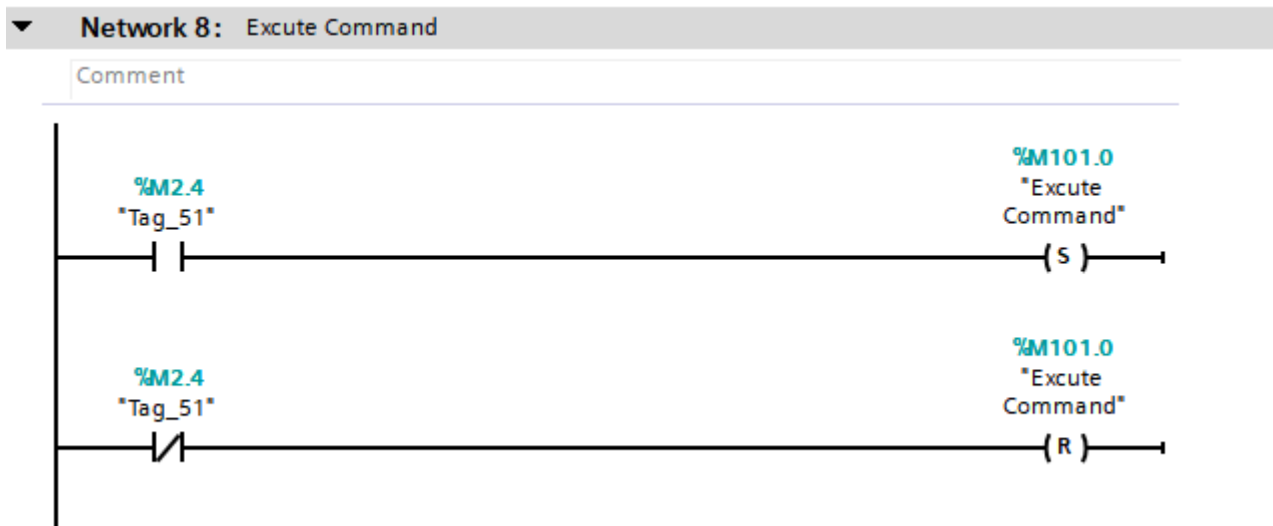 Network 8: Excute Command
Comment
%M2.4
"Tag_51"
%M101.0
"Excute
Command"
S
%M2.4
"Tag_51"
%M101.0
"Excute
Command"
R